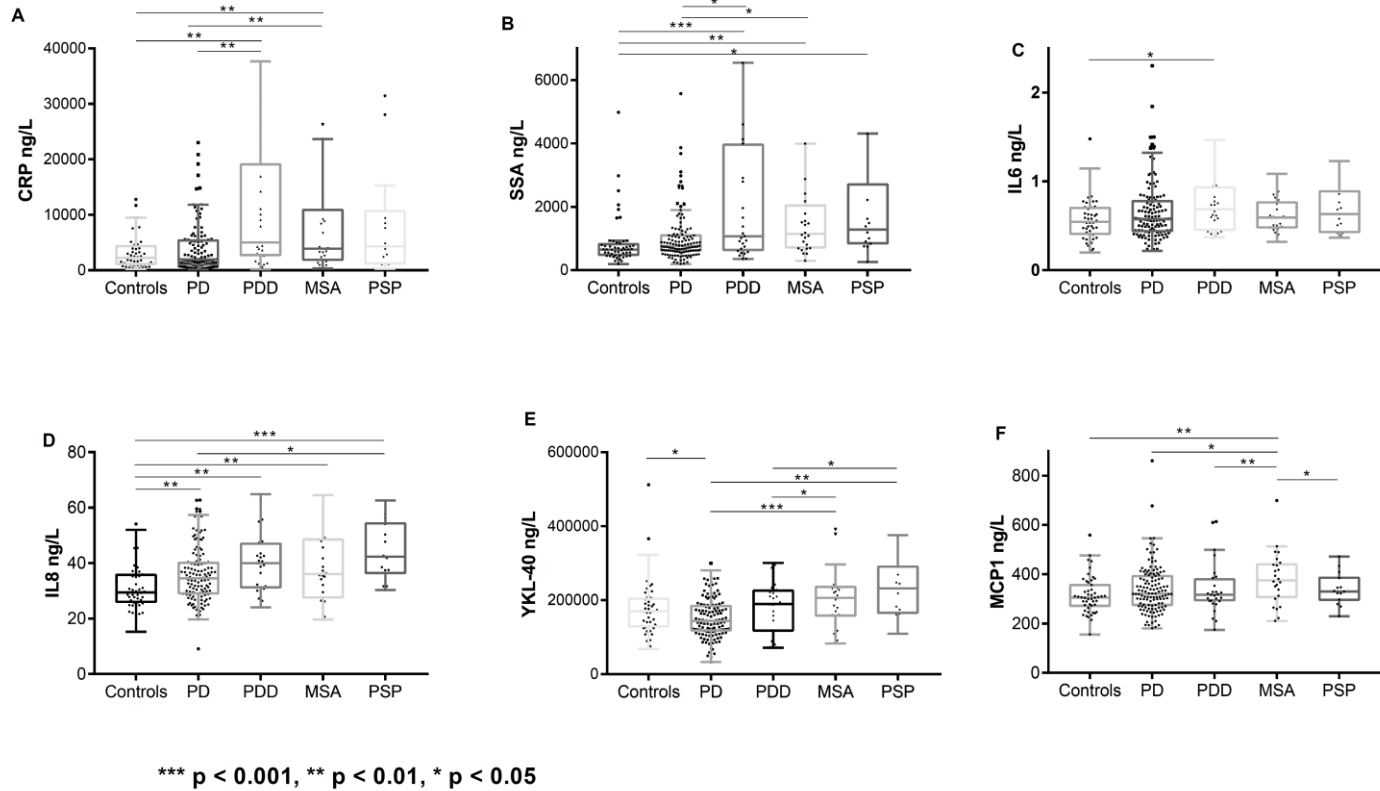 A
** 
**
**
**
CRP ng/L
40000
30000
20000
10000
0
Controls PD PDD MSA PSP
B
*
*
***
**
*
SSA ng/L
6000
4000
2000
0
Controls PD PDD MSA PSP
C
*
IL6 ng/L
2
1
0
Controls PD PDD MSA PSP
D
***
*
**
**
**
IL8 ng/L
80
60
40
20
0
Controls PD PDD MSA PSP
E
*
*
**
*
***
YKL-40 ng/L
600000
400000
200000
0
Controls PD PDD MSA PSP
F
**
*
**
*
MCP1 ng/L
800
600
400
200
0
Controls PD PDD MSA PSP
*** p < 0.001, ** p < 0.01, * p < 0.05